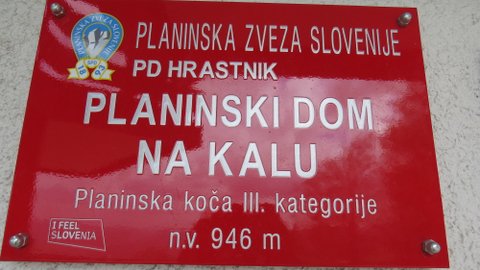 PLANINSKA ZVEZA SLOVENIJE
PD HRASTNIK
PLANINSKI DOM
NA KALU
Planinska koča III. kategorije
n.v. 946 m
I FEEL
SLOVENIA